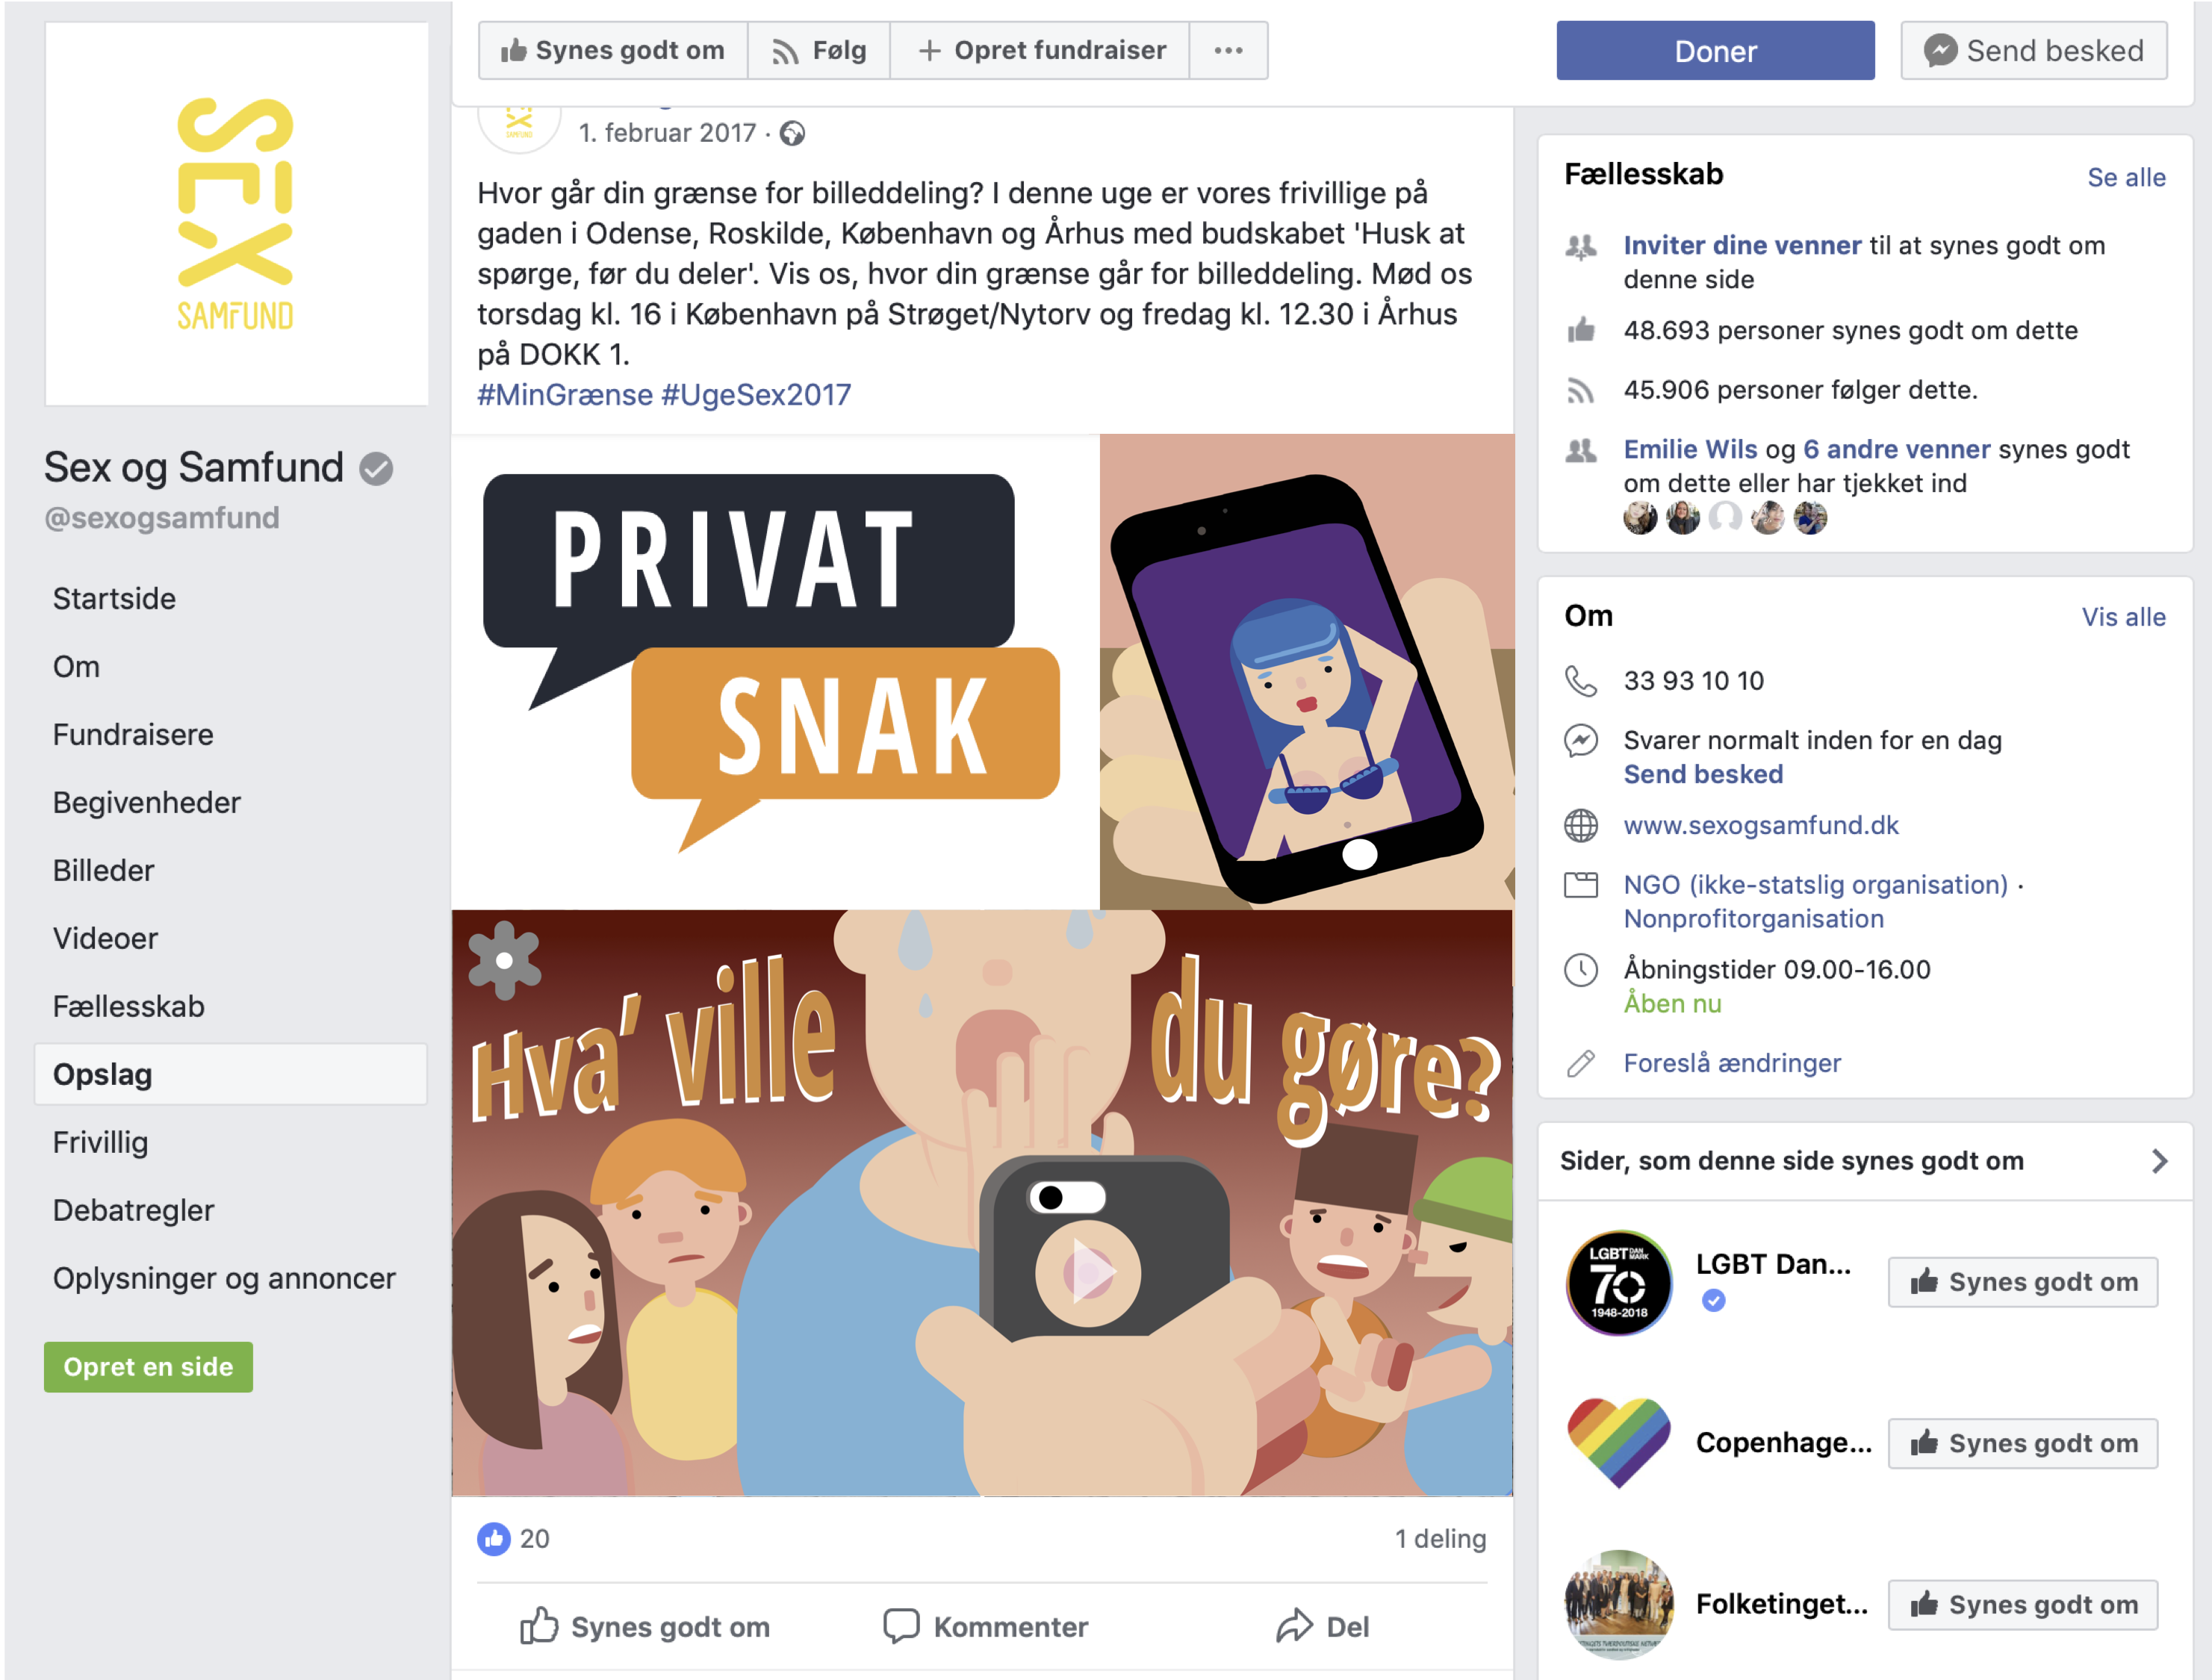 SEX
SAMFUND
Sex og Samfund
@sexogsamfund
Startside
Om
Fundraisere
Begivenheder
Billeder
Videoer
Fællesskab
Opslag
Frivillig
Debatregler
Oplysninger og annoncer
Opret en side
Synes godt om
Følg
Opret fundraiser
Doner
Send besked
SAMFUND
1. februar 2017 ·
Hvor går din grænse for billeddeling? I denne uge er vores frivillige på
gaden i Odense, Roskilde, København og Århus med budskabet 'Husk at
spørge, før du deler'. Vis os, hvor din grænse går for billeddeling. Mød os
torsdag kl. 16 i København på Strøget/Nytorv og fredag kl. 12.30 i Århus
på DOKK 1.
#MinGrænse #UgeSex2017
PRIVAT
SNAK
Hva' ville du gøre?
20
1 deling
Synes godt om
Kommenter
Del
Fællesskab
Se alle
Inviter dine venner til at synes godt om
denne side
48.693 personer synes godt om dette
45.906 personer følger dette.
Emilie Wils og 6 andre venner synes godt
om dette eller har tjekket ind
Om
Vis alle
33 93 10 10
Svarer normalt inden for en dag
Send besked
www.sexogsamfund.dk
NGO (ikke-statslig organisation) ·
Nonprofitorganisation
Åbningstider 09.00-16.00
Åben nu
Foreslå ændringer
Sider, som denne side synes godt om
LGBT DAN
MARK
70
1948-2018
LGBT Dan...
Synes godt om
Copenhage...
Synes godt om
Folketinget...
Synes godt om